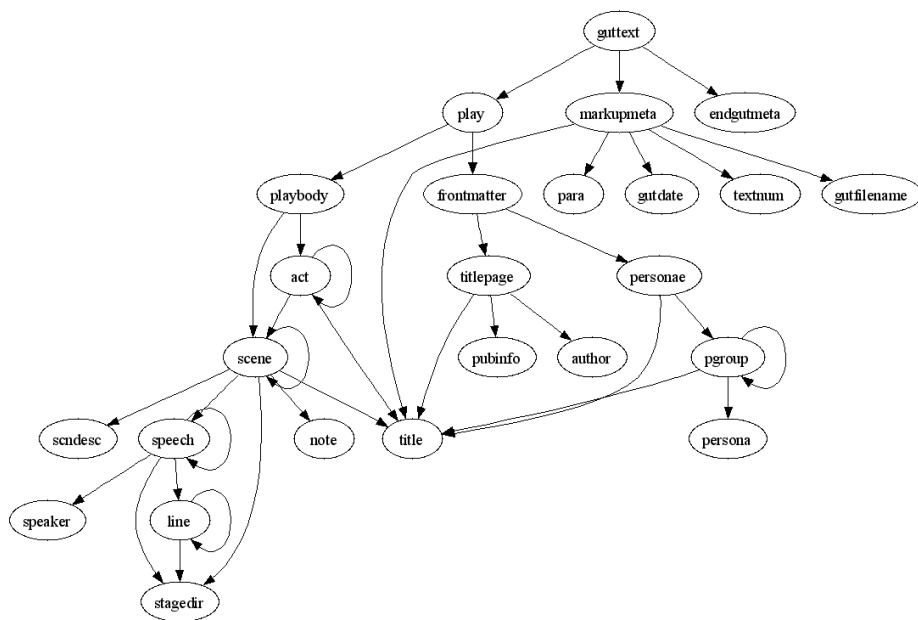 guttext
play
markupmeta
endgutmeta
playbody
frontmatter
para
gutdate
textnum
gutfilename
act
titlepage
personae
scene
pubinfo
author
pgroup
scndesc
speech
note
title
persona
speaker
line
stagedir